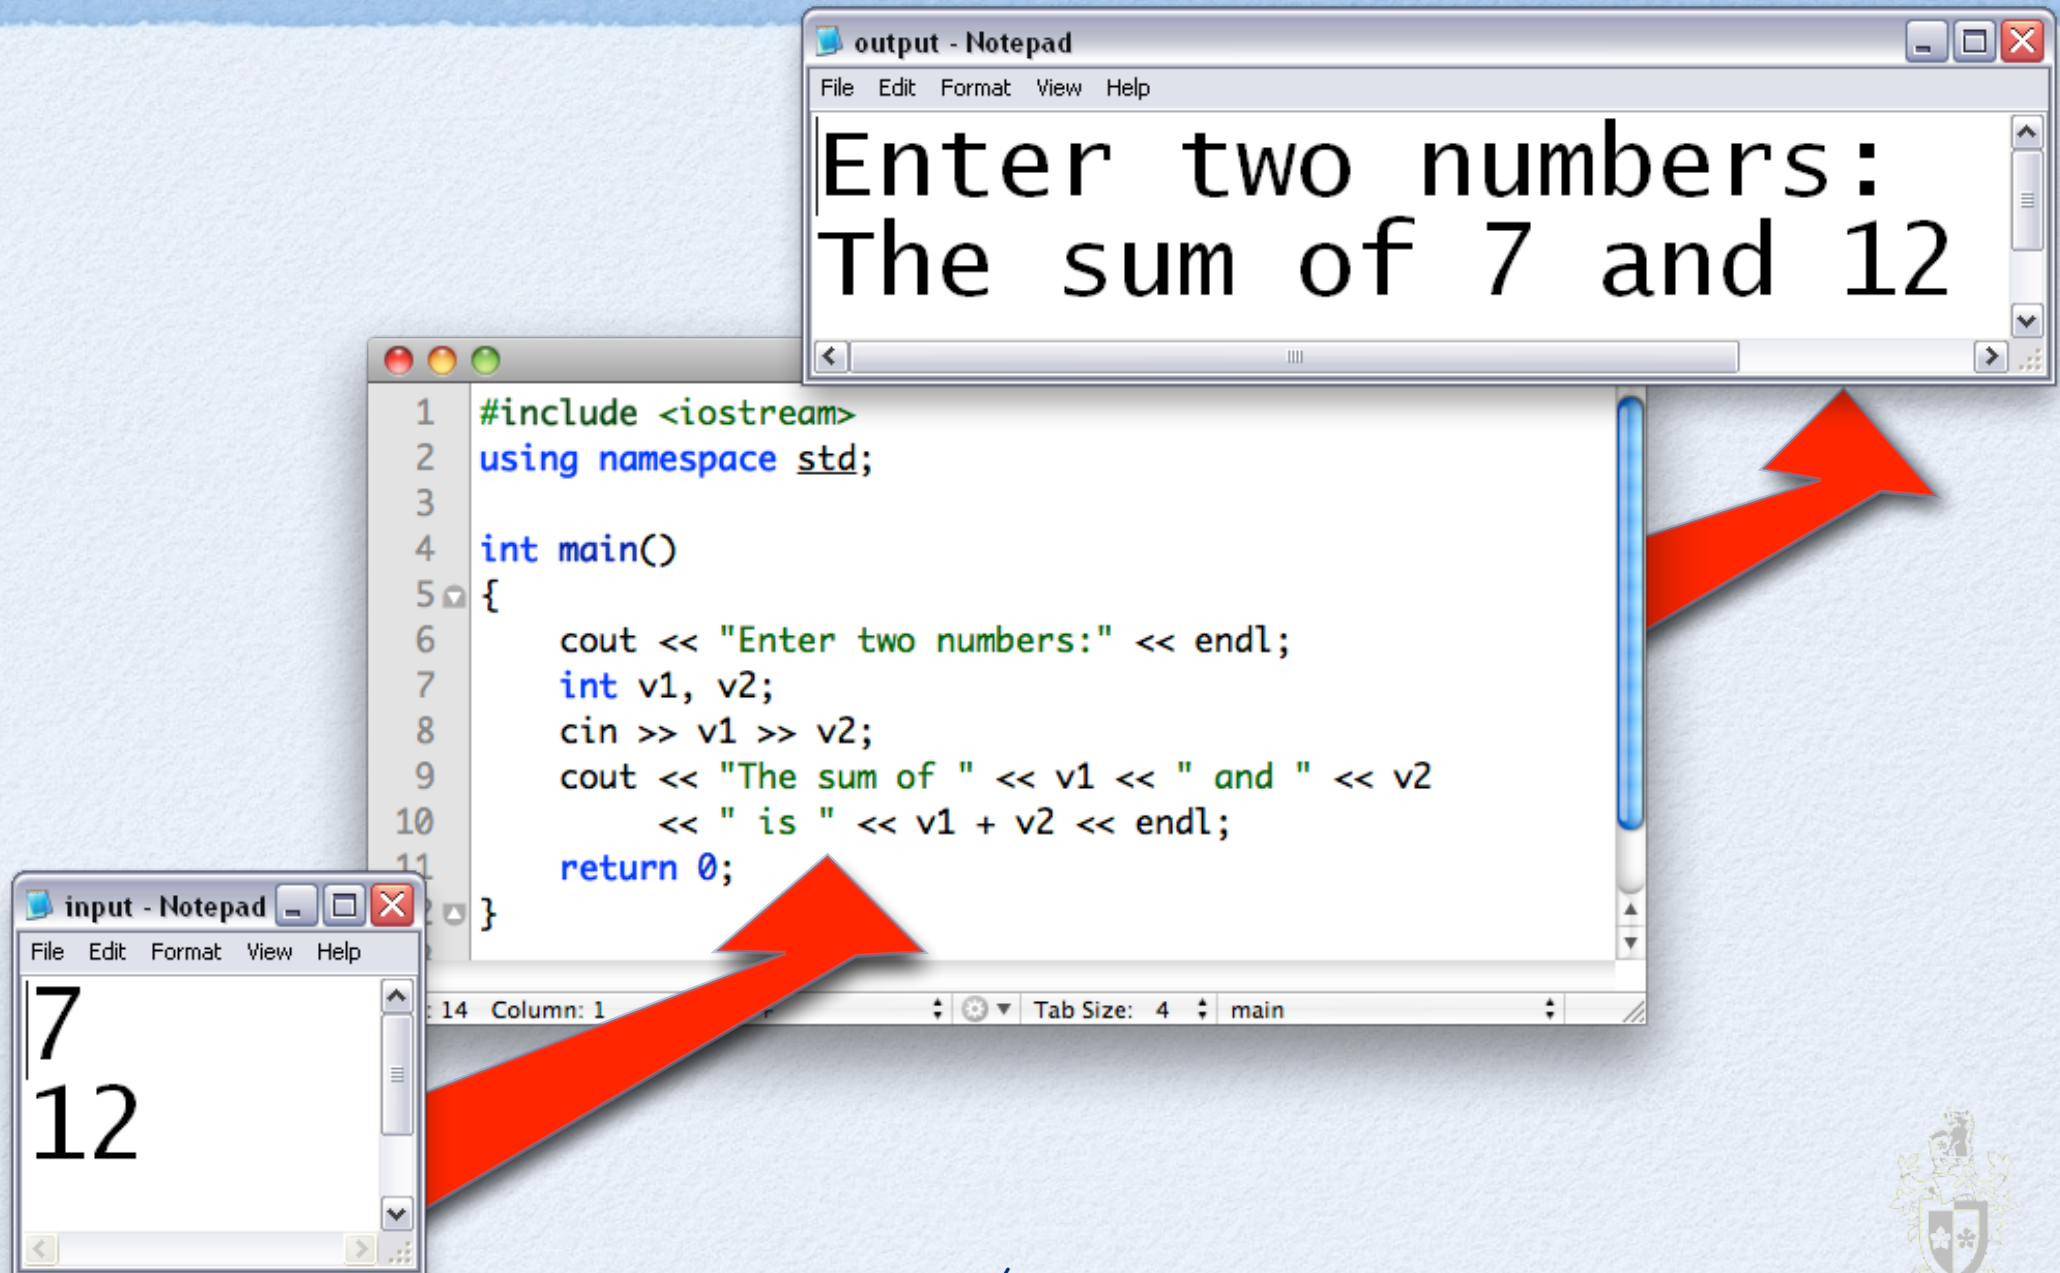 output - Notepad
File Edit Format View Help
Enter two numbers:
The sum of 7 and 12
1 #include <iostream>
2 using namespace std;
3
4 int main()
5 {
6 cout << "Enter two numbers:" << endl;
7 int v1, v2;
8 cin >> v1 >> v2;
9 cout << "The sum of " << v1 << " and " << v2
10 << " is " << v1 + v2 << endl;
11 return 0;
}
: 14 Column: 1 Tab Size: 4 main
input - Notepad
File Edit Format View Help
7
12